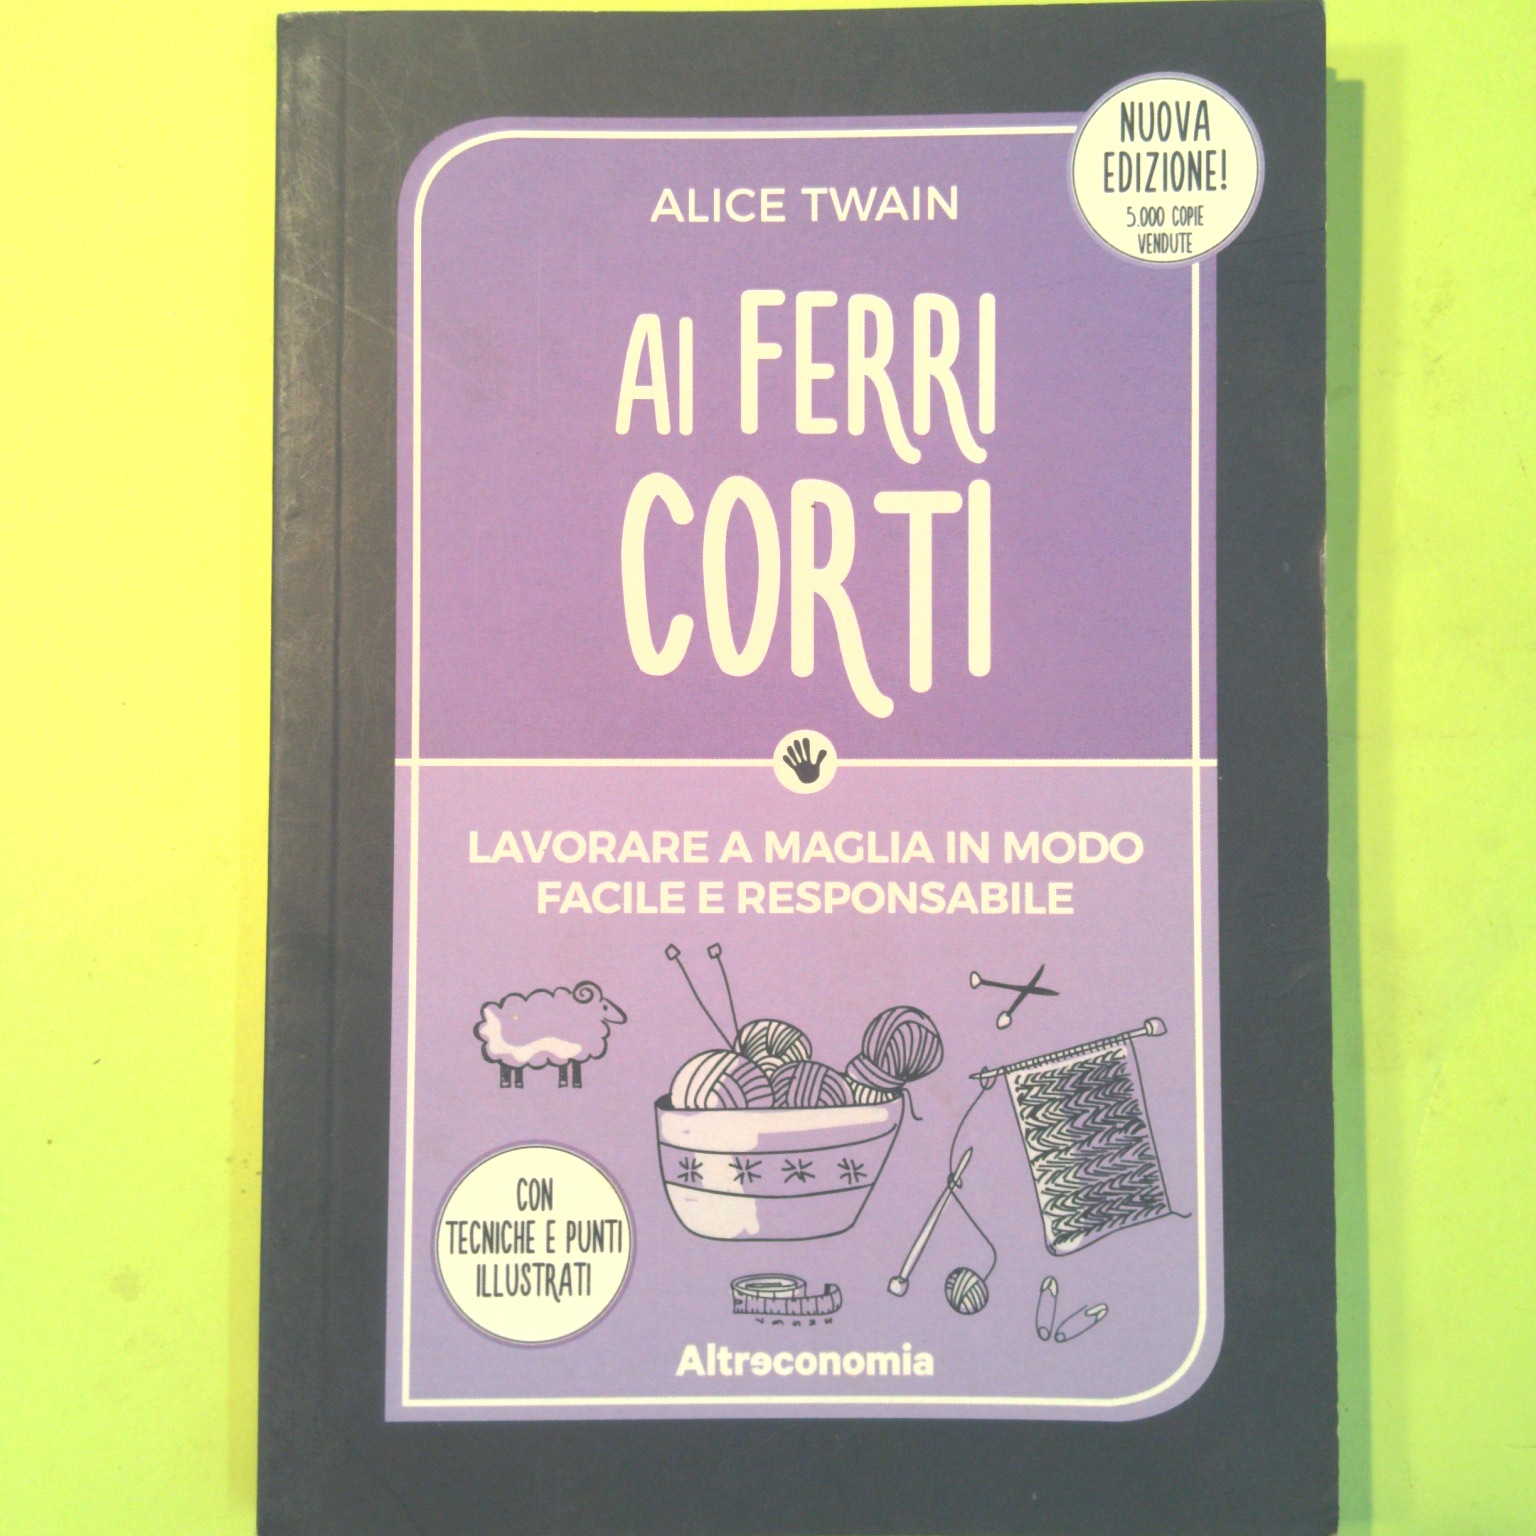 NUOVA
EDIZIONE!
5.000 COPIE
VENDUTE
ALICE TWAIN
AI FERRI
CORTI
LAVORARE A MAGLIA IN MODO
FACILE E RESPONSABILE
CON
TECNICHE E PUNTI
ILLUSTRATI
Altreconomia